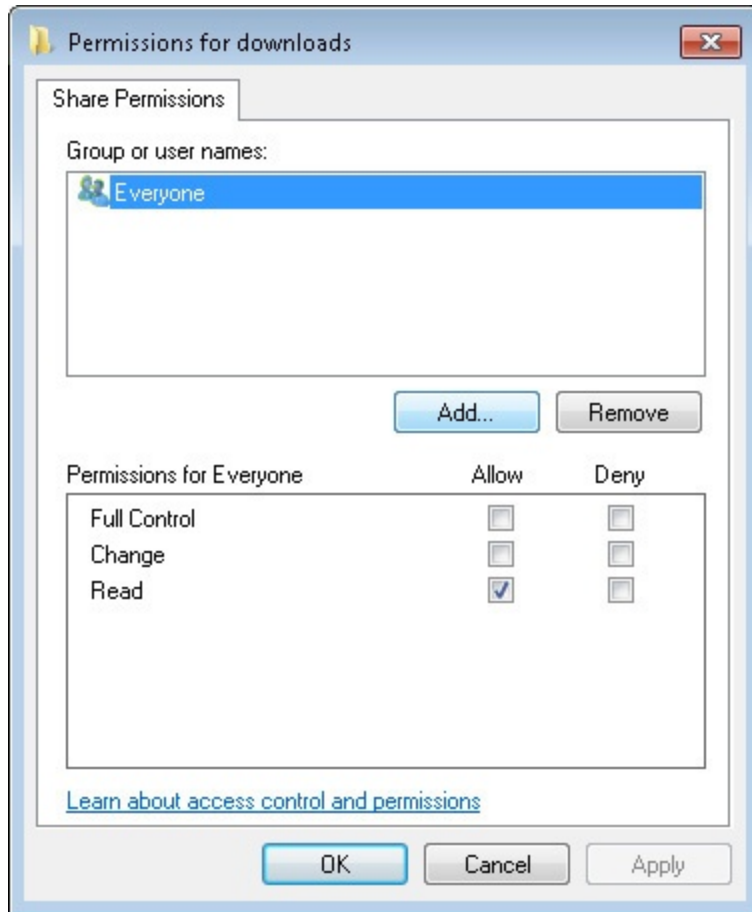 Permissions for downloads
Share Permissions
Group or user names:
Everyone
Add... Remove
Permissions for Everyone Allow Deny
Full Control
Change
Read
Learn about access control and permissions
OK Cancel Apply